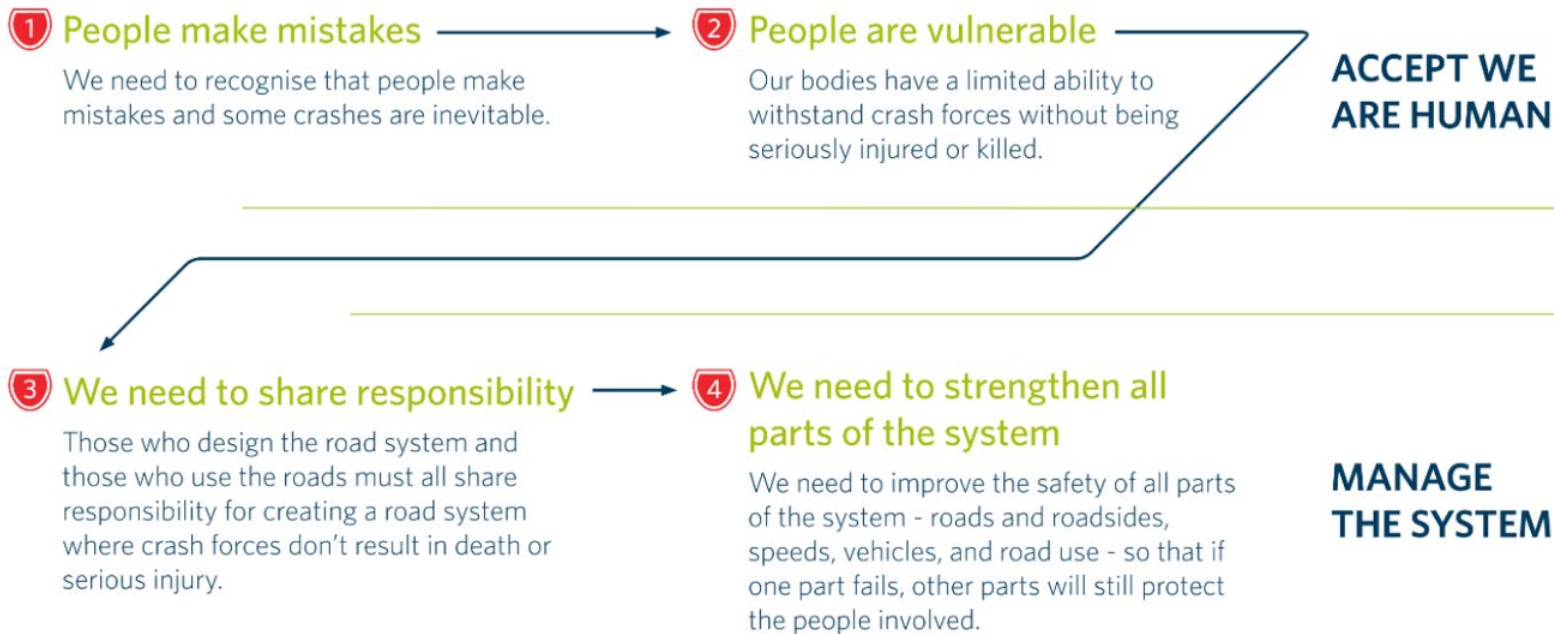 1 People make mistakes
We need to recognise that people make
mistakes and some crashes are inevitable.
2 People are vulnerable
Our bodies have a limited ability to
withstand crash forces without being
seriously injured or killed.
ACCEPT WE
ARE HUMAN
3 We need to share responsibility
Those who design the road system and
those who use the roads must all share
responsibility for creating a road system
where crash forces don’t result in death or
serious injury.
4 We need to strengthen all
parts of the system
We need to improve the safety of all parts
of the system - roads and roadsides,
speeds, vehicles, and road use - so that if
one part fails, other parts will still protect
the people involved.
MANAGE
THE SYSTEM